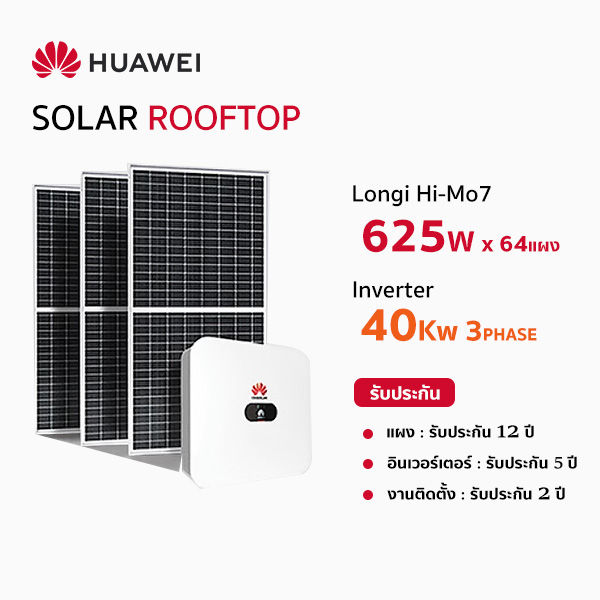 HUAWEI
SOLAR ROOFTOP
Longi Hi-Mo7
625W x 64แผง
Inverter
40Kw 3PHASE
รับประกัน
แผง : รับประกัน 12 ปี
อินเวอร์เตอร์ : รับประกัน 5 ปี
งานติดตั้ง : รับประกัน 2 ปี